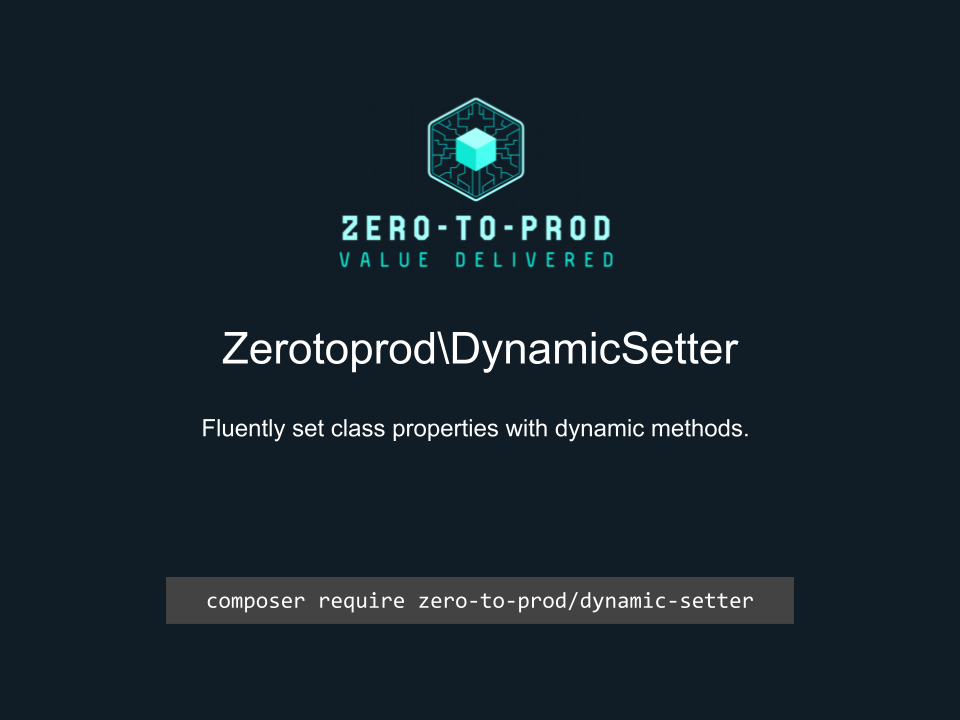 ZERO-TO-PROD
VALUE DELIVERED
Zerotoprod\DynamicSetter
Fluently set class properties with dynamic methods.
composer require zero-to-prod/dynamic-setter